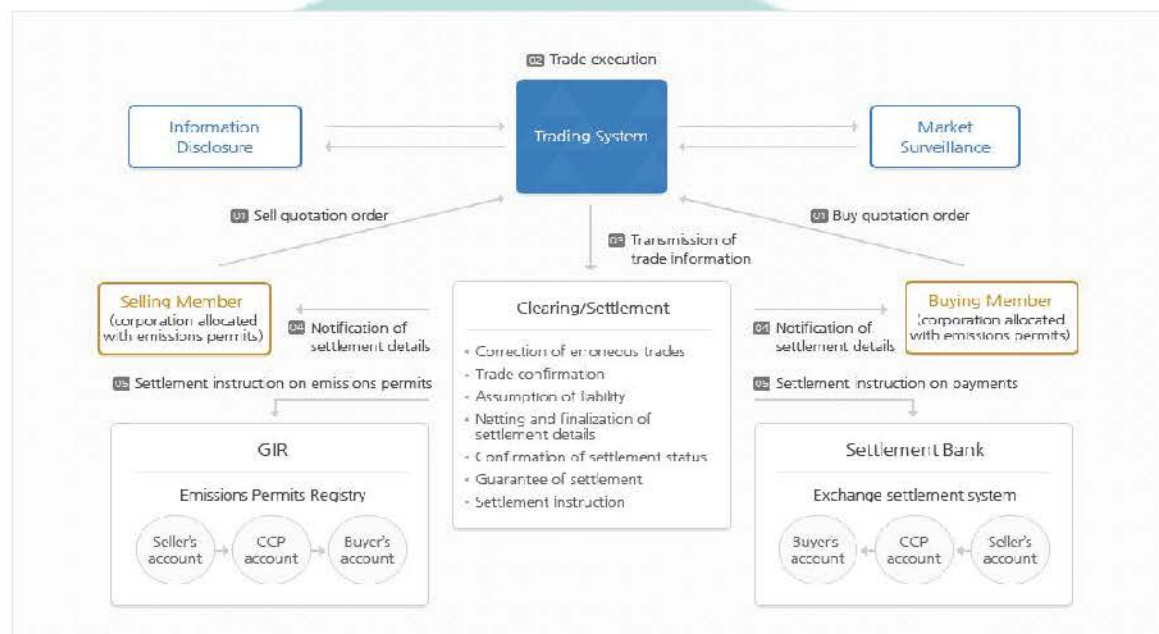 02 Trade execution
Information
Disclosure
Trading System
Market
Surveillance
01 Sell quotation order
01 Buy quotation order
03 Transmission of
trade information
Selling Member
(corporation allocated
with emissions permits)
Clearing/Settlement
Buying Member
(corporation allocated
with emissions permits)
04 Notification of
settlement details
04 Notification of
settlement details
• Correction of erroneous trades
• Trade confirmation
• Assumption of liability
• Netting and finalization of
settlement details
• Confirmation of settlement status
• Guarantee of settlement
• Settlement instruction
05 Settlement instruction on emissions permits
05 Settlement instruction on payments
GIR
Emissions Permits Registry
Seller's
account
CCP
account
Buyer's
account
Settlement Bank
Exchange settlement system
Buyer's
account
CCP
account
Seller's
account